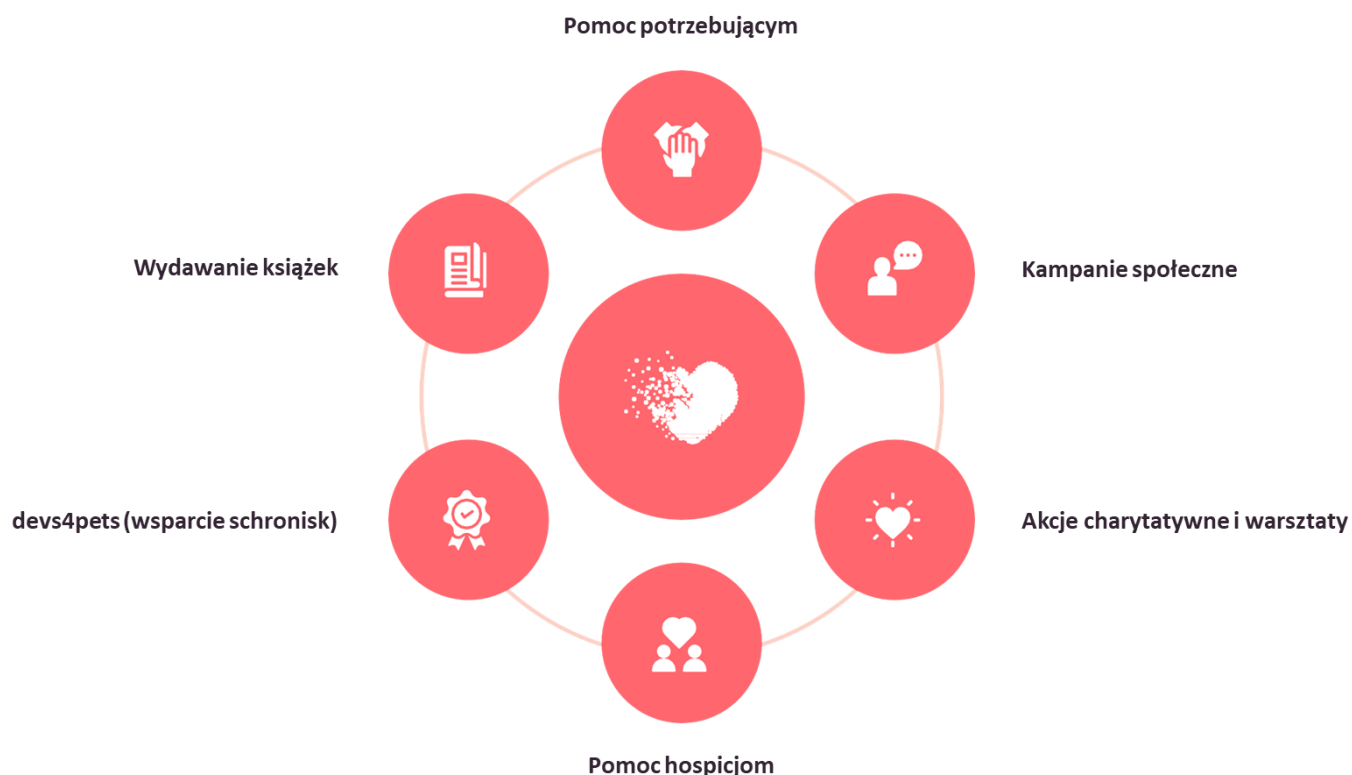 Pomoc potrzebującym
Wydawanie książek
Kampanie społeczne
devs4pets (wsparcie schronisk)
Akcje charytatywne i warsztaty
Pomoc hospicjom